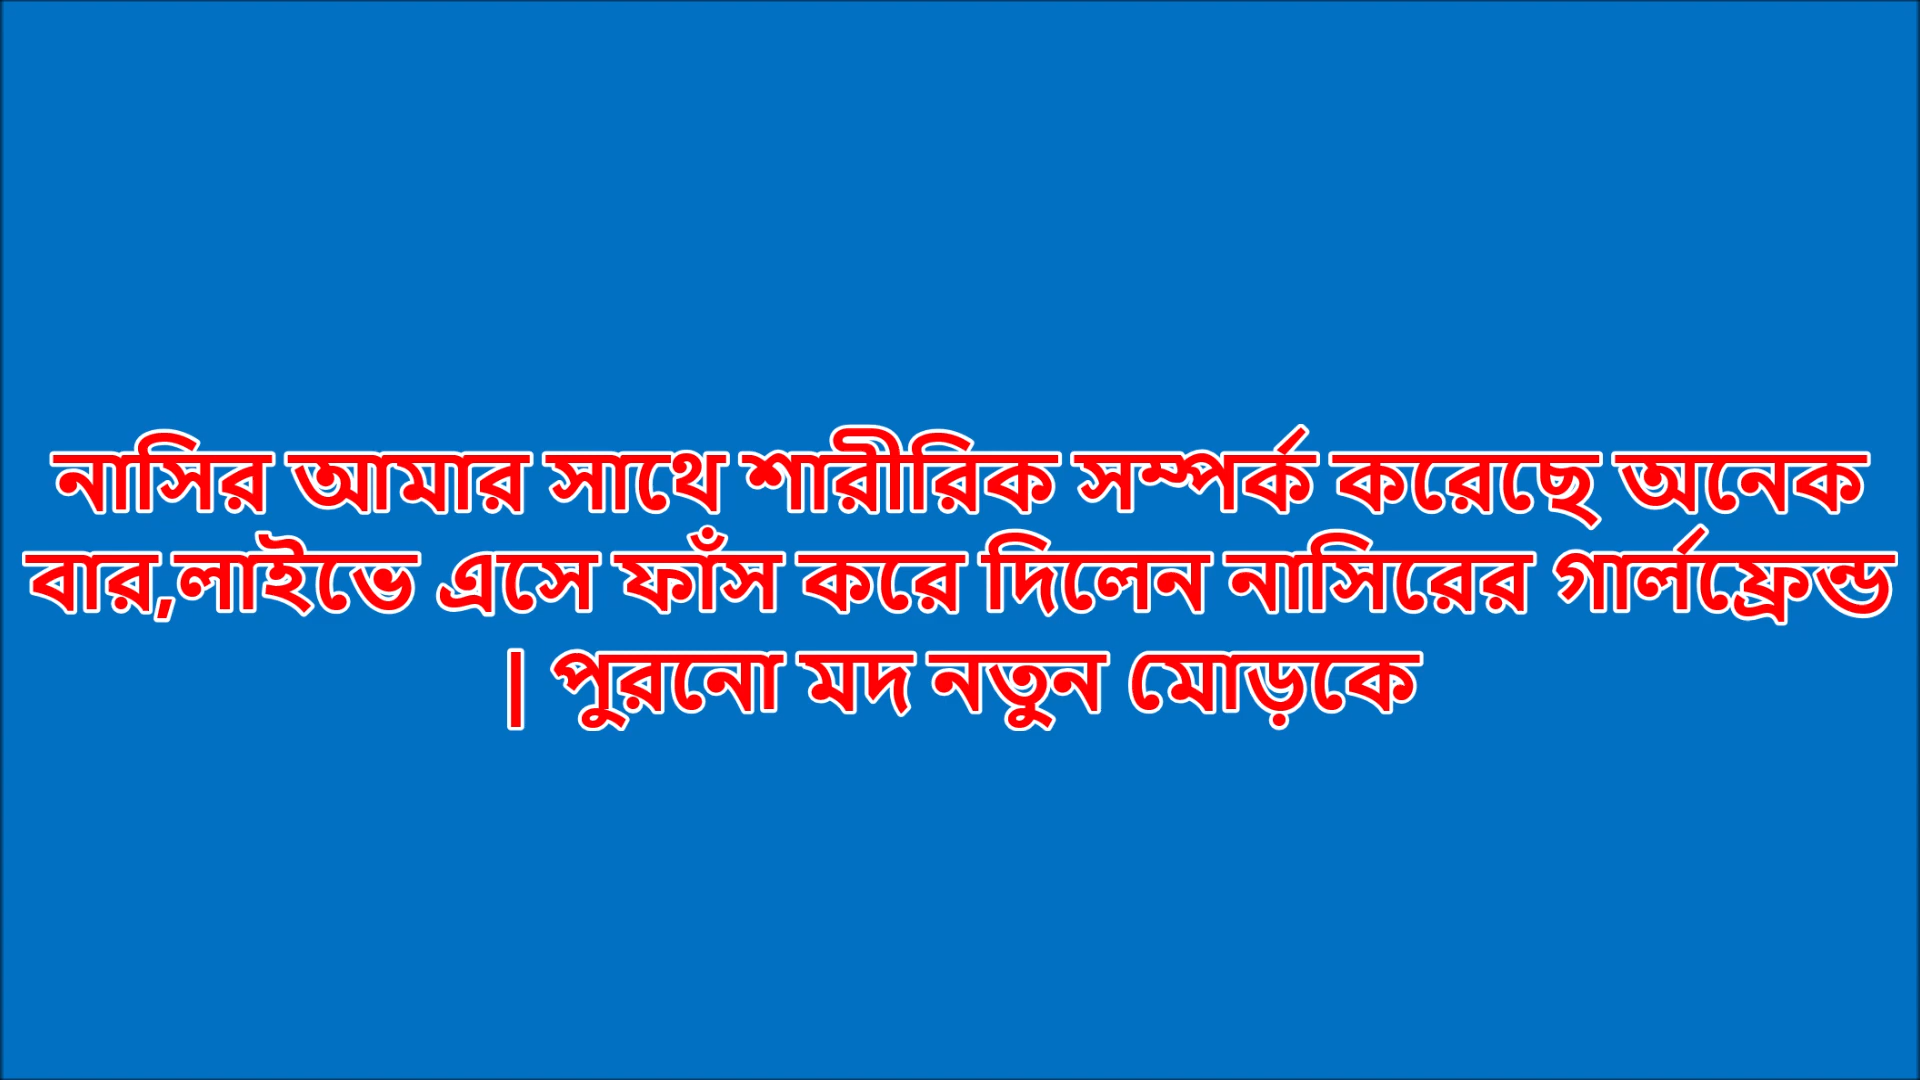 নাসির আমার সাথে শারীরিক সম্পর্ক করেছে অনেক
বার,লাইভে এসে ফাঁস করে দিলেন নাসিরের গার্লফ্রেন্ড
| পুরনো মদ নতুন মোড়কে